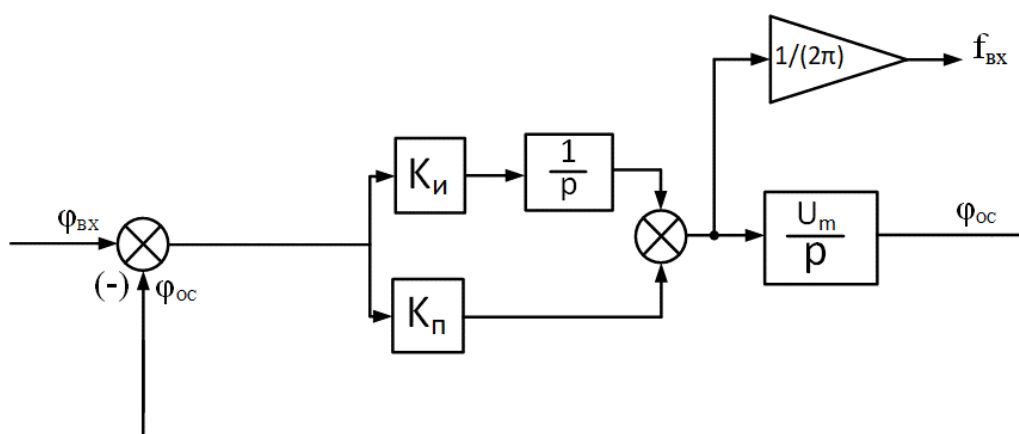 1/(2π)
fвх
Kи
1
p
φвх
Um
p
φос
(-)
φос
Kп